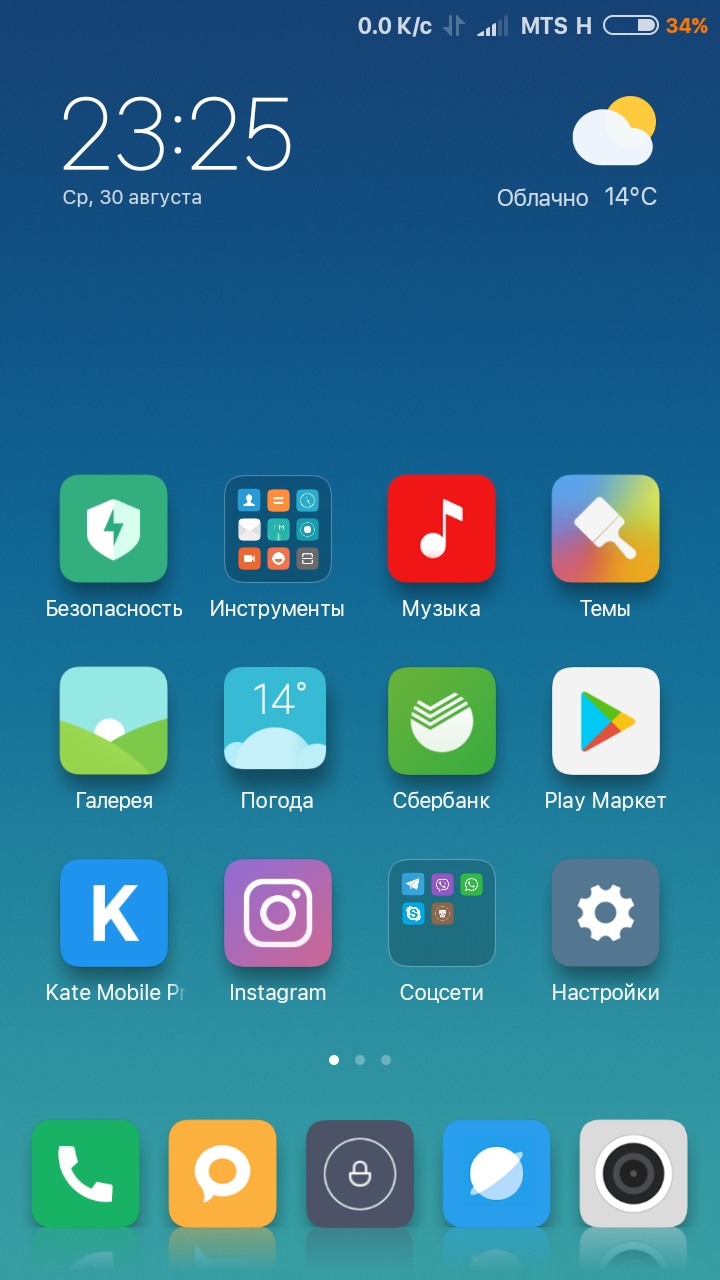 0.0 К/с MTS H 34%
23:25
Ср, 30 августа
Облачно 14°C
Безопасность Инструменты Музыка Темы
14°
Галерея Погода Сбербанк Play Маркет
K
Kate Mobile Pr Instagram Соцсети Настройки